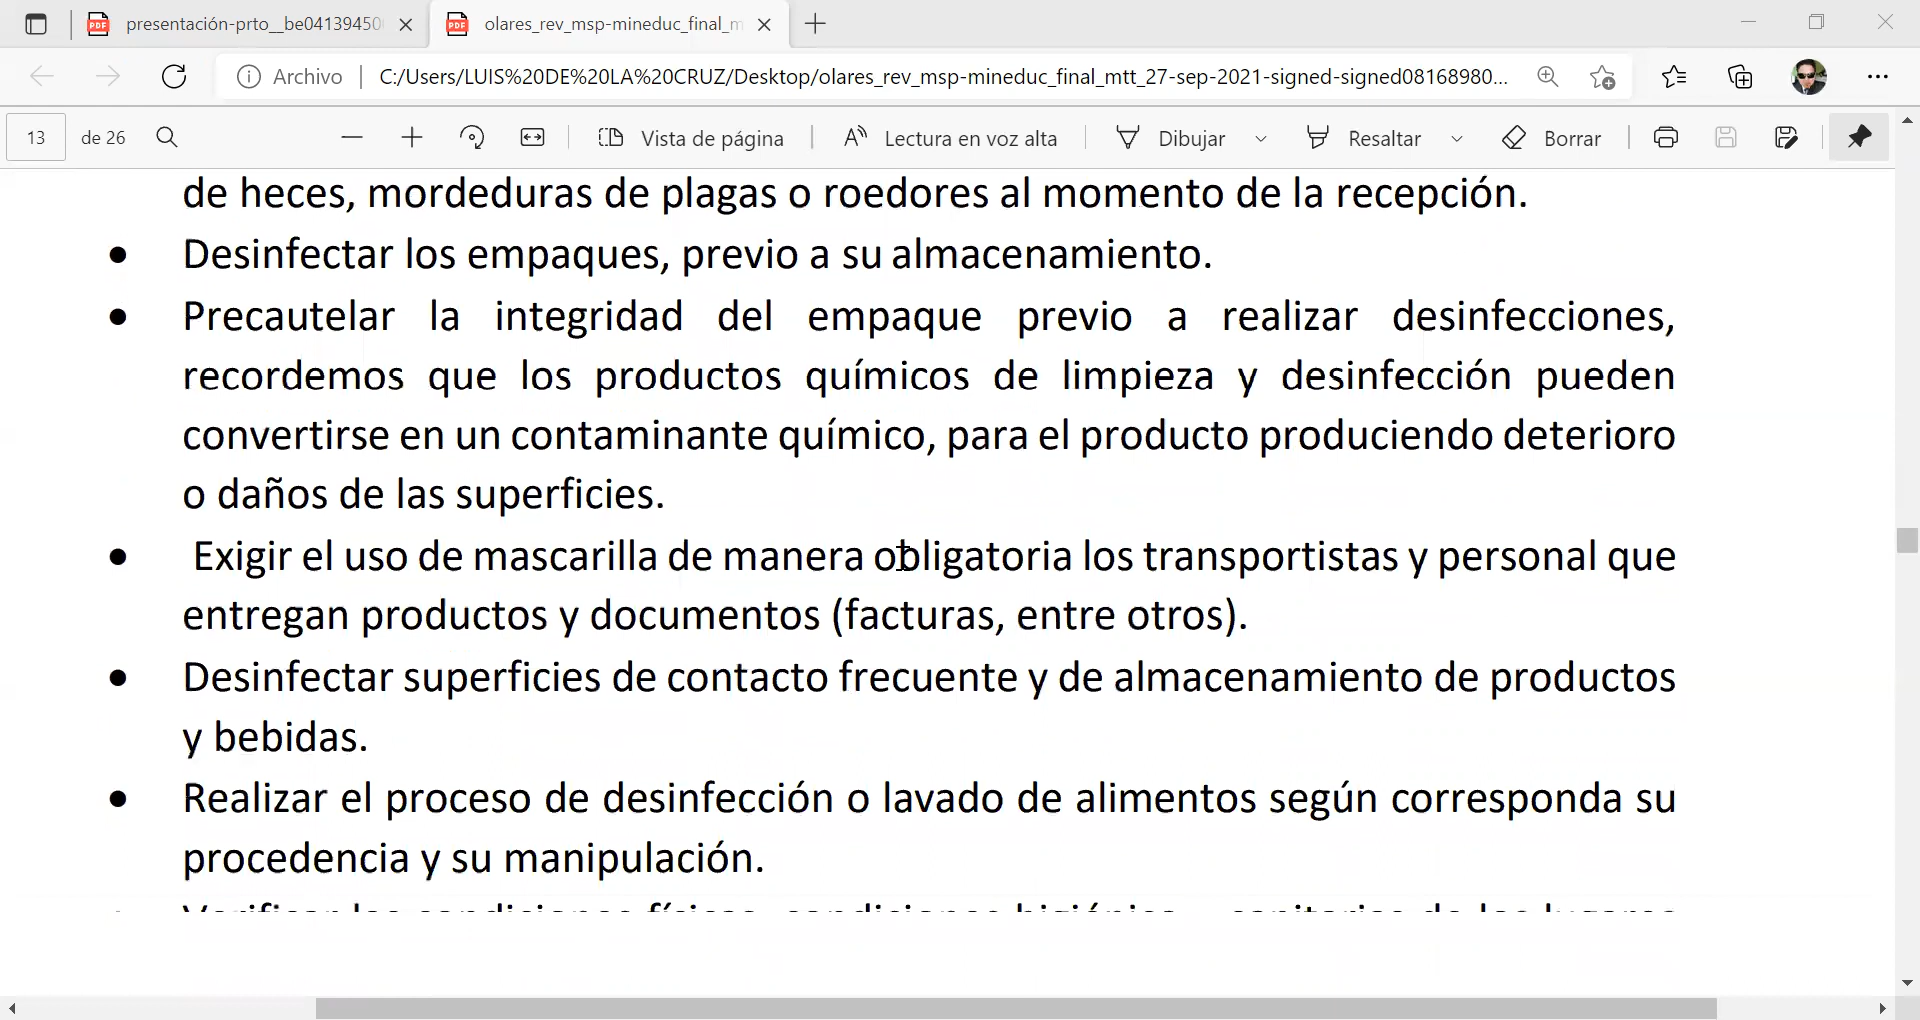 presentación-prto__be04139450
olares_rev_msp-mineduc_final_m
Archivo
C:/Users/LUIS%20DE%20LA%20CRUZ/Desktop/olares_rev_msp-mineduc_final_mtt_27-sep-2021-signed-signed08168980...
13 de 26
Vista de página
Lectura en voz alta
Dibujar
Resaltar
Borrar
de heces, mordeduras de plagas o roedores al momento de la recepción.
• Desinfectar los empaques, previo a su almacenamiento.
• Precautelar la integridad del empaque previo a realizar desinfecciones,
recordemos que los productos químicos de limpieza y desinfección pueden
convertirse en un contaminante químico, para el producto produciendo deterioro
o daños de las superficies.
• Exigir el uso de mascarilla de manera obligatoria los transportistas y personal que
entregan productos y documentos (facturas, entre otros).
• Desinfectar superficies de contacto frecuente y de almacenamiento de productos
y bebidas.
• Realizar el proceso de desinfección o lavado de alimentos según corresponda su
procedencia y su manipulación.